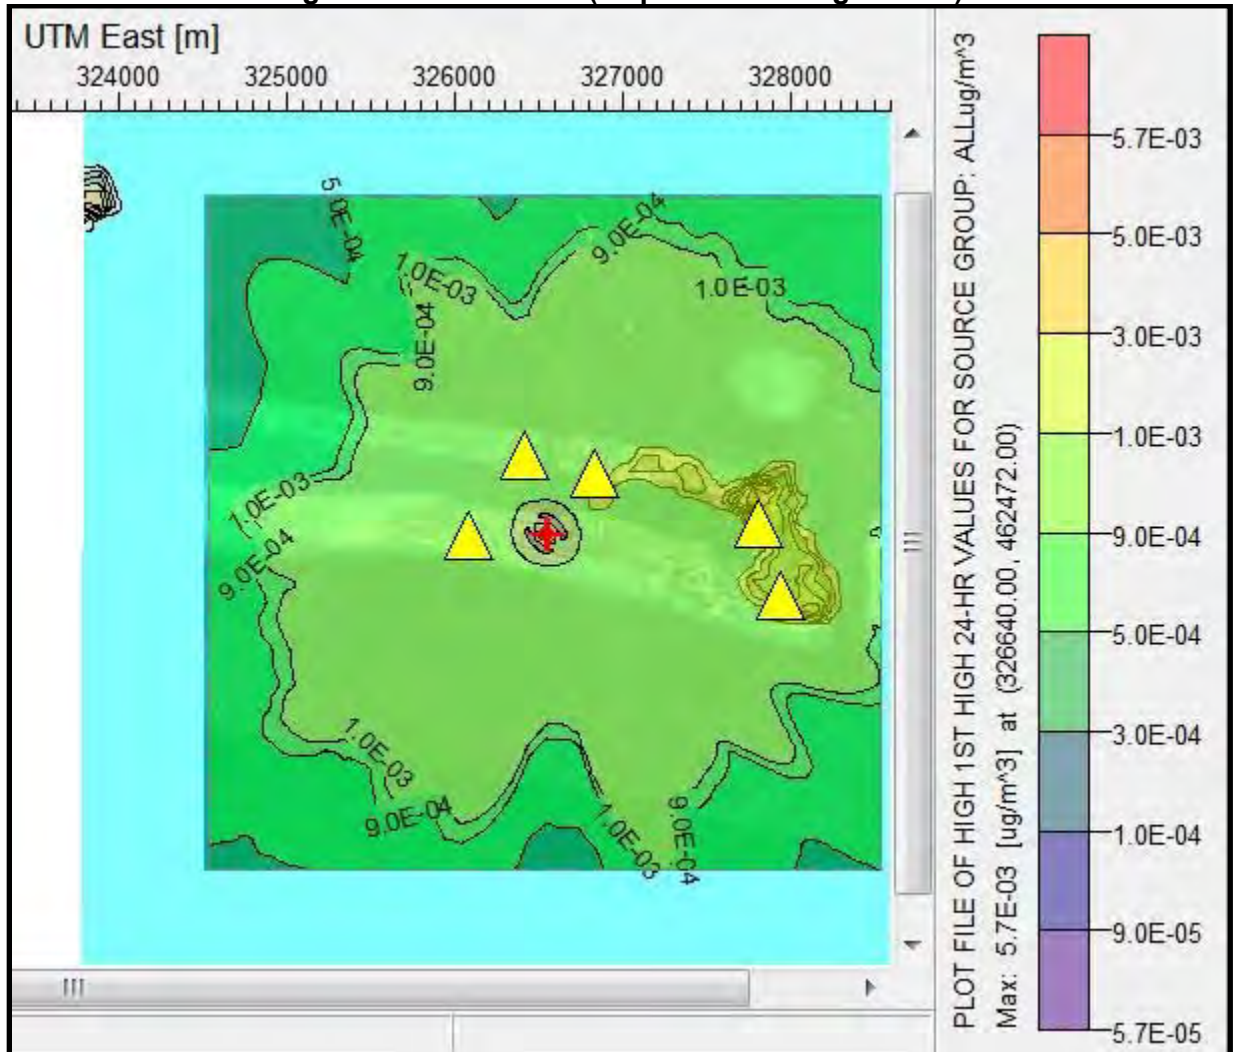 UTM East [m]
324000 325000 326000 327000 328000
5.0E-04
9.0E-04
1.0E-03
1.0E-03
9.0E-04
1.0E-03
9.0E-04
1.0E-03
9.0E-04
1.0E-03
9.0E-04
PLOT FILE OF HIGH 1ST HIGH 24-HR VALUES FOR SOURCE GROUP: ALLug/m^3
Max: 5.7E-03 [ug/m^3] at (326640.00, 462472.00)
5.7E-03
5.0E-03
3.0E-03
1.0E-03
9.0E-04
5.0E-04
3.0E-04
1.0E-04
9.0E-05
5.7E-05